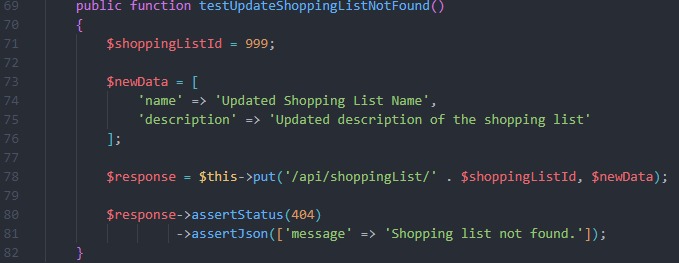 69 public function testUpdateShoppingListNotFound()
70 {
71 $shoppingListId = 999;
72
73 $newData = [
74 'name' => 'Updated Shopping List Name',
75 'description' => 'Updated description of the shopping list'
76 ];
77
78 $response = $this->put('/api/shoppingList/' . $shoppingListId, $newData);
79
80 $response->assertStatus(404)
81 ->assertJson(['message' => 'Shopping list not found.']);
82 }